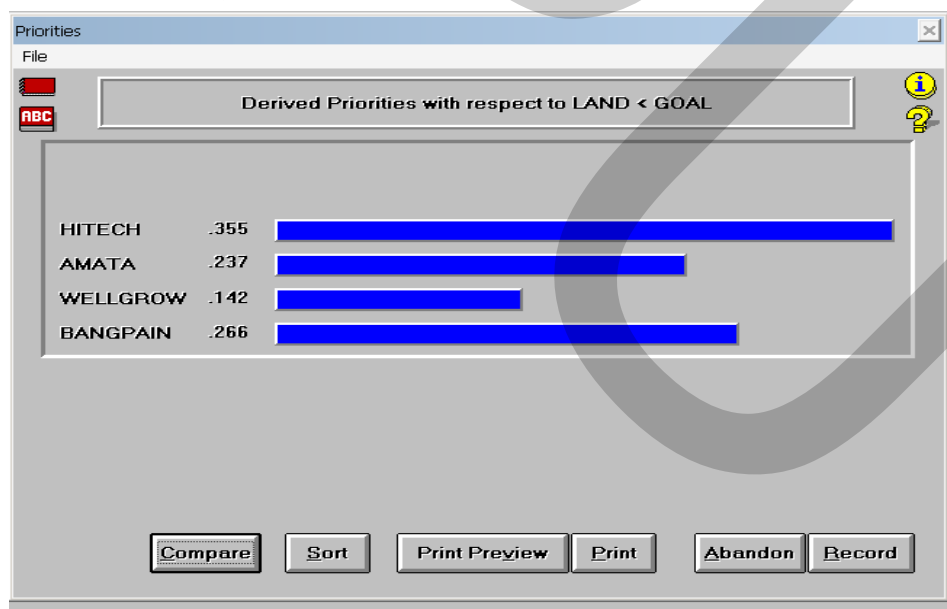 Priorities
File
ABC
Derived Priorities with respect to LAND < GOAL
i
?
HITECH .355
AMATA .237
WELLGROW .142
BANGPAIN .266
Compare Sort Print Preview Print Abandon Record